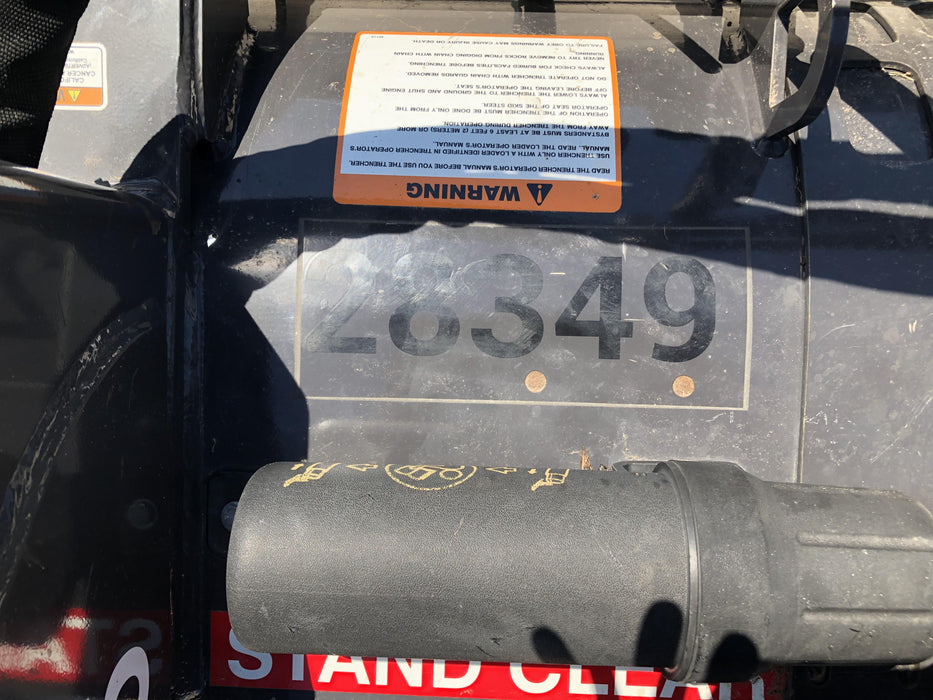 WARNING
READ THE TRENCHER OPERATOR'S MANUAL BEFORE YOU USE THE TRENCHER.
USE TRENCHER ONLY WITH A LOADER IDENTIFIED IN TRENCHER OPERATOR'S
MANUAL. READ THE LOADER OPERATOR'S MANUAL.
BYSTANDERS MUST BE AT LEAST FEET (2 METERS) OR MORE
AWAY FROM THE TRENCHER DURING OPERATION.
OPERATION OF THE TRENCHER MUST BE DONE ONLY FROM THE
OPERATOR SEAT OF THE SKID STEER.
ALWAYS LOWER THE TRENCHER TO THE GROUND AND SHUT ENGINE
OFF BEFORE LEAVING THE OPERATOR'S SEAT.
DO NOT OPERATE TRENCHER WITH CHAIN GUARDS REMOVED.
ALWAYS CHECK FOR BURIED FACILITIES BEFORE TRENCHING.
NEVER TRY TO REMOVE ROCKS FROM DIGGING CHAIN WITH CHAIN
RUNNING.
FAILURE TO OBEY WARNINGS MAY CAUSE INJURY OR DEATH.
28349
STAND CLEAR